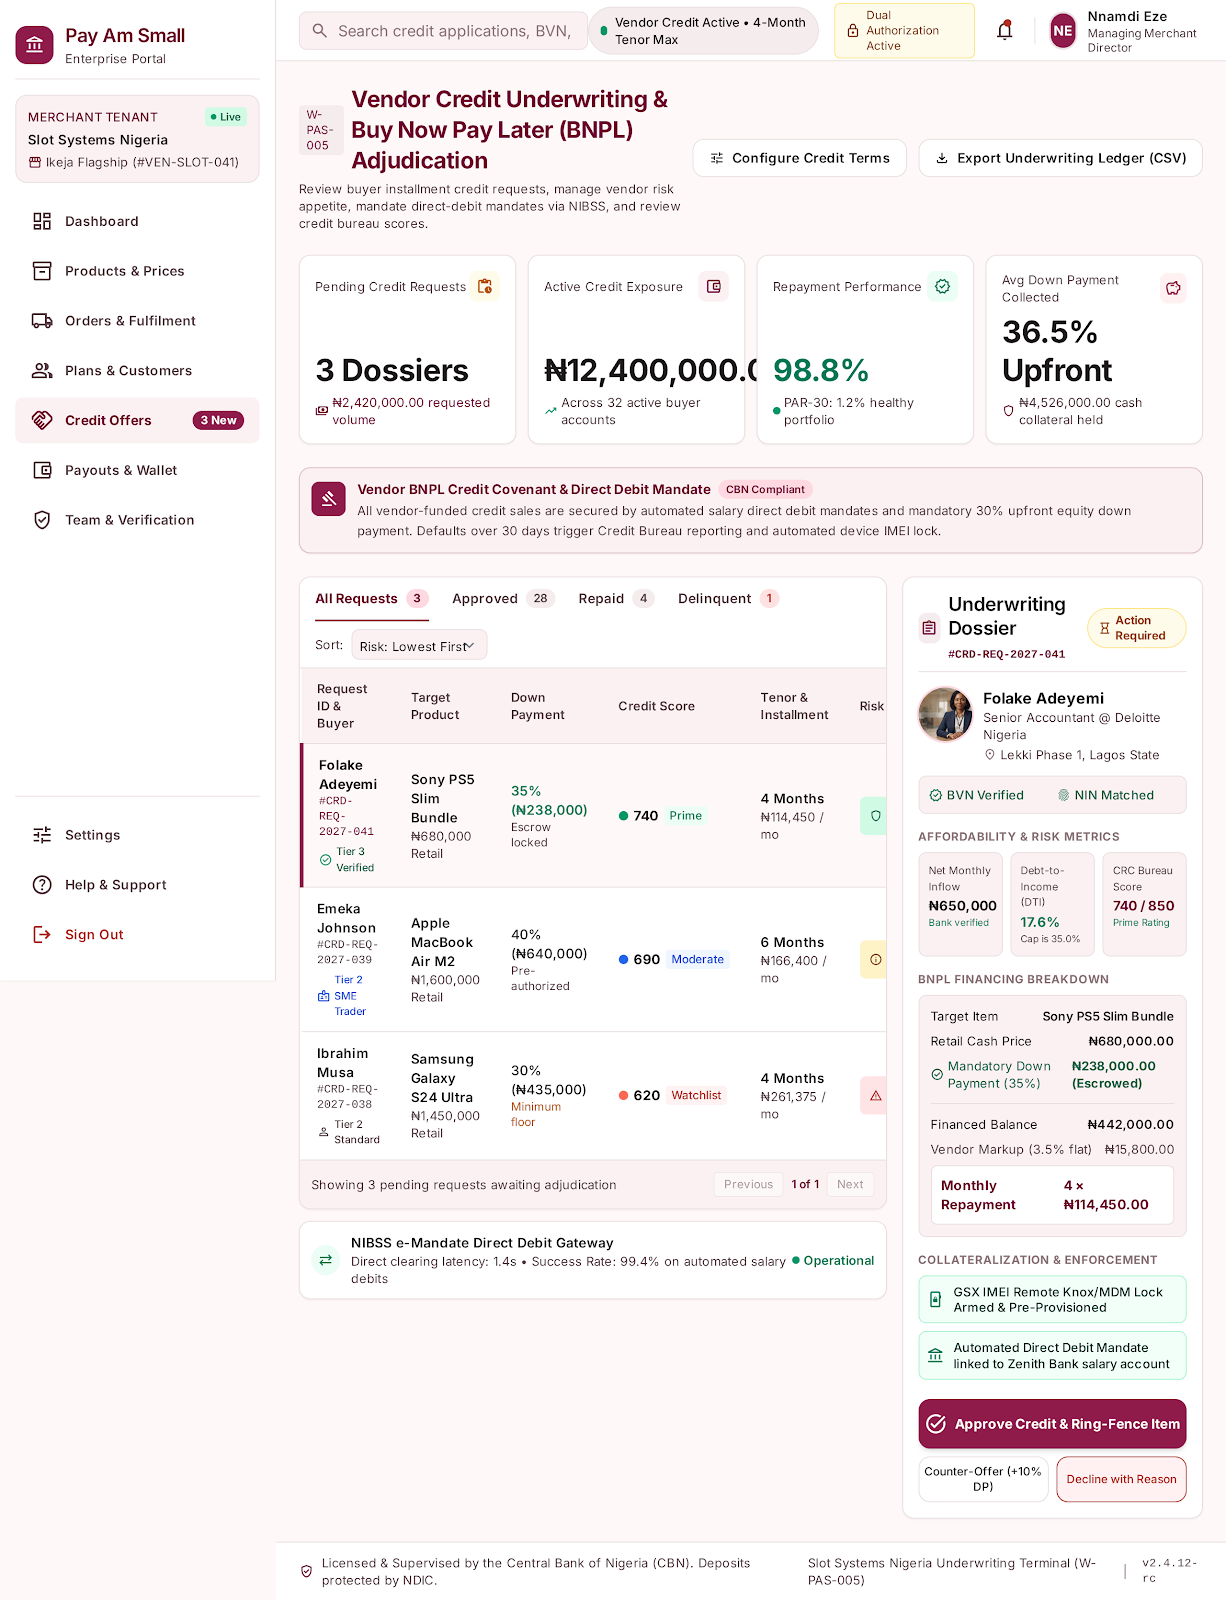 Pay Am Small
Enterprise Portal
MERCHANT TENANT
Live
Slot Systems Nigeria
Ikeja Flagship (#VEN-SLOT-041)
Dashboard
Products & Prices
Orders & Fulfilment
Plans & Customers
Credit Offers
3 New
Payouts & Wallet
Team & Verification
Settings
Help & Support
Sign Out
Search credit applications, BVN,
Vendor Credit Active • 4-Month
Tenor Max
Dual
Authorization
Active
NE
Nnamdi Eze
Managing Merchant
Director
W-
PAS-
005
Vendor Credit Underwriting &
Buy Now Pay Later (BNPL)
Adjudication
Review buyer installment credit requests, manage vendor risk
appetite, mandate direct-debit mandates via NIBSS, and review
credit bureau scores.
Configure Credit Terms
Export Underwriting Ledger (CSV)
Pending Credit Requests
3 Dossiers
₦2,420,000.00 requested
volume
Active Credit Exposure
₦12,400,000.0
Across 32 active buyer
accounts
Repayment Performance
98.8%
PAR-30: 1.2% healthy
portfolio
Avg Down Payment
Collected
36.5%
Upfront
₦4,526,000.00 cash
collateral held
Vendor BNPL Credit Covenant & Direct Debit Mandate
CBN Compliant
All vendor-funded credit sales are secured by automated salary direct debit mandates and mandatory 30% upfront equity down
payment. Defaults over 30 days trigger Credit Bureau reporting and automated device IMEI lock.
All Requests 3
Approved 28
Repaid 4
Delinquent 1
Sort:
Risk: Lowest First
Request
ID &
Buyer
Target
Product
Down
Payment
Credit Score
Tenor &
Installment
Risk
Folake
Adeyemi
#CRD-
REQ-
2027-041
Tier 3
Verified
Sony PS5
Slim
Bundle
₦680,000
Retail
35%
(₦238,000)
Escrow
locked
740 Prime
4 Months
₦114,450 /
mo
Emeka
Johnson
#CRD-REQ-
2027-039
Tier 2
SME
Trader
Apple
MacBook
Air M2
₦1,600,000
Retail
40%
(₦640,000)
Pre-
authorized
690 Moderate
6 Months
₦166,400 /
mo
Ibrahim
Musa
#CRD-REQ-
2027-038
Tier 2
Standard
Samsung
Galaxy
S24 Ultra
₦1,450,000
Retail
30%
(₦435,000)
Minimum
floor
620 Watchlist
4 Months
₦261,375 /
mo
Showing 3 pending requests awaiting adjudication
Previous
1 of 1
Next
NIBSS e-Mandate Direct Debit Gateway
Direct clearing latency: 1.4s • Success Rate: 99.4% on automated salary
debits
Operational
Underwriting
Dossier
#CRD-REQ-2027-041
Action
Required
Folake Adeyemi
Senior Accountant @ Deloitte
Nigeria
Lekki Phase 1, Lagos State
BVN Verified
NIN Matched
AFFORDABILITY & RISK METRICS
Net Monthly
Inflow
₦650,000
Bank verified
Debt-to-
Income
(DTI)
17.6%
Cap is 35.0%
CRC Bureau
Score
740 / 850
Prime Rating
BNPL FINANCING BREAKDOWN
Target Item
Sony PS5 Slim Bundle
Retail Cash Price
₦680,000.00
Mandatory Down
Payment (35%)
₦238,000.00
(Escrowed)
Financed Balance
₦442,000.00
Vendor Markup (3.5% flat)
₦15,800.00
Monthly
Repayment
4 ×
₦114,450.00
COLLATERALIZATION & ENFORCEMENT
GSX IMEI Remote Knox/MDM Lock
Armed & Pre-Provisioned
Automated Direct Debit Mandate
linked to Zenith Bank salary account
Approve Credit & Ring-Fence Item
Counter-Offer (+10%
DP)
Decline with Reason
Licensed & Supervised by the Central Bank of Nigeria (CBN). Deposits
protected by NDIC.
Slot Systems Nigeria Underwriting Terminal (W-
PAS-005)
v2.4.12-
rc